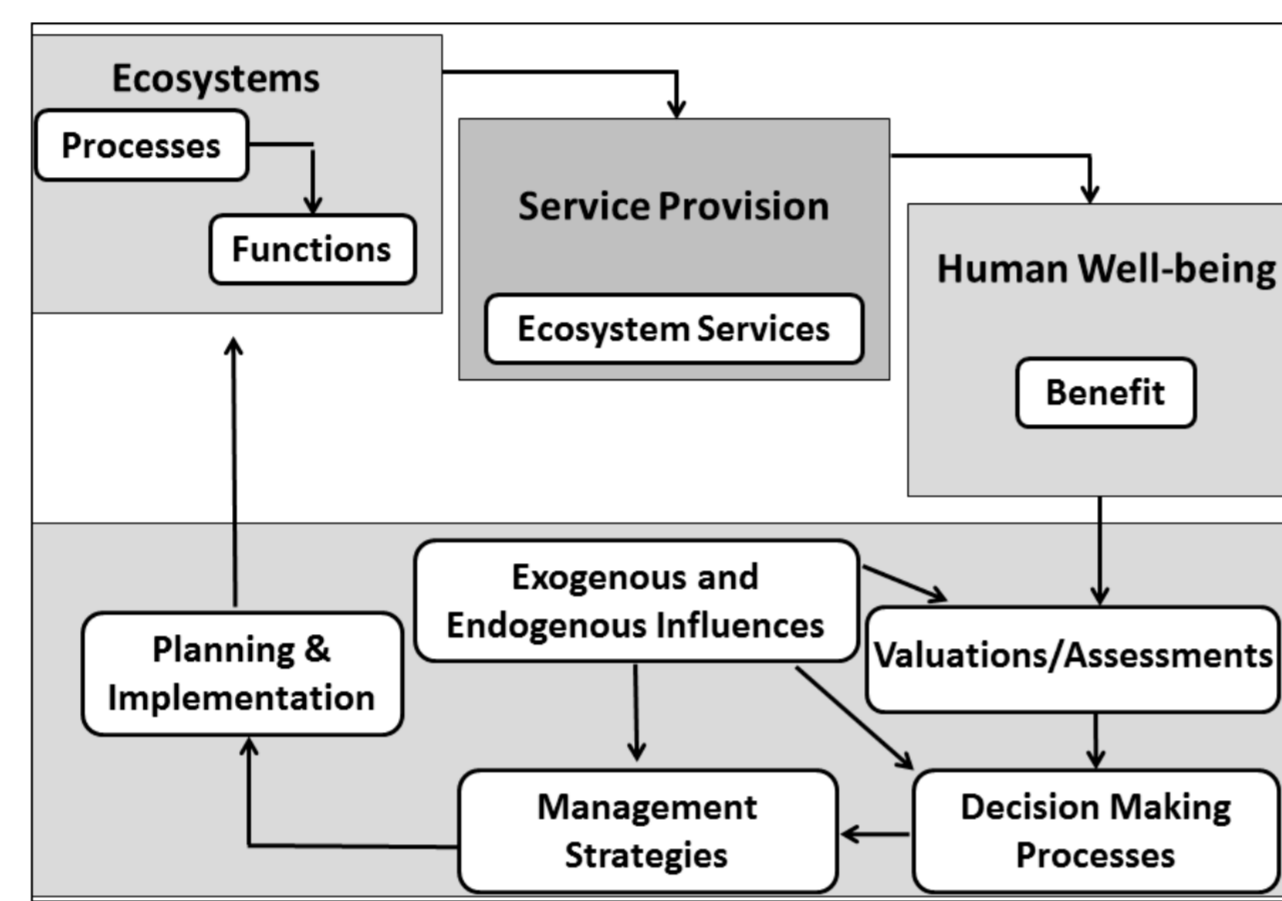 Ecosystems
Processes
Functions
Service Provision
Ecosystem Services
Human Well-being
Benefit
Exogenous and
Endogenous Influences
Planning &
Implementation
Valuations/Assessments
Management
Strategies
Decision Making
Processes